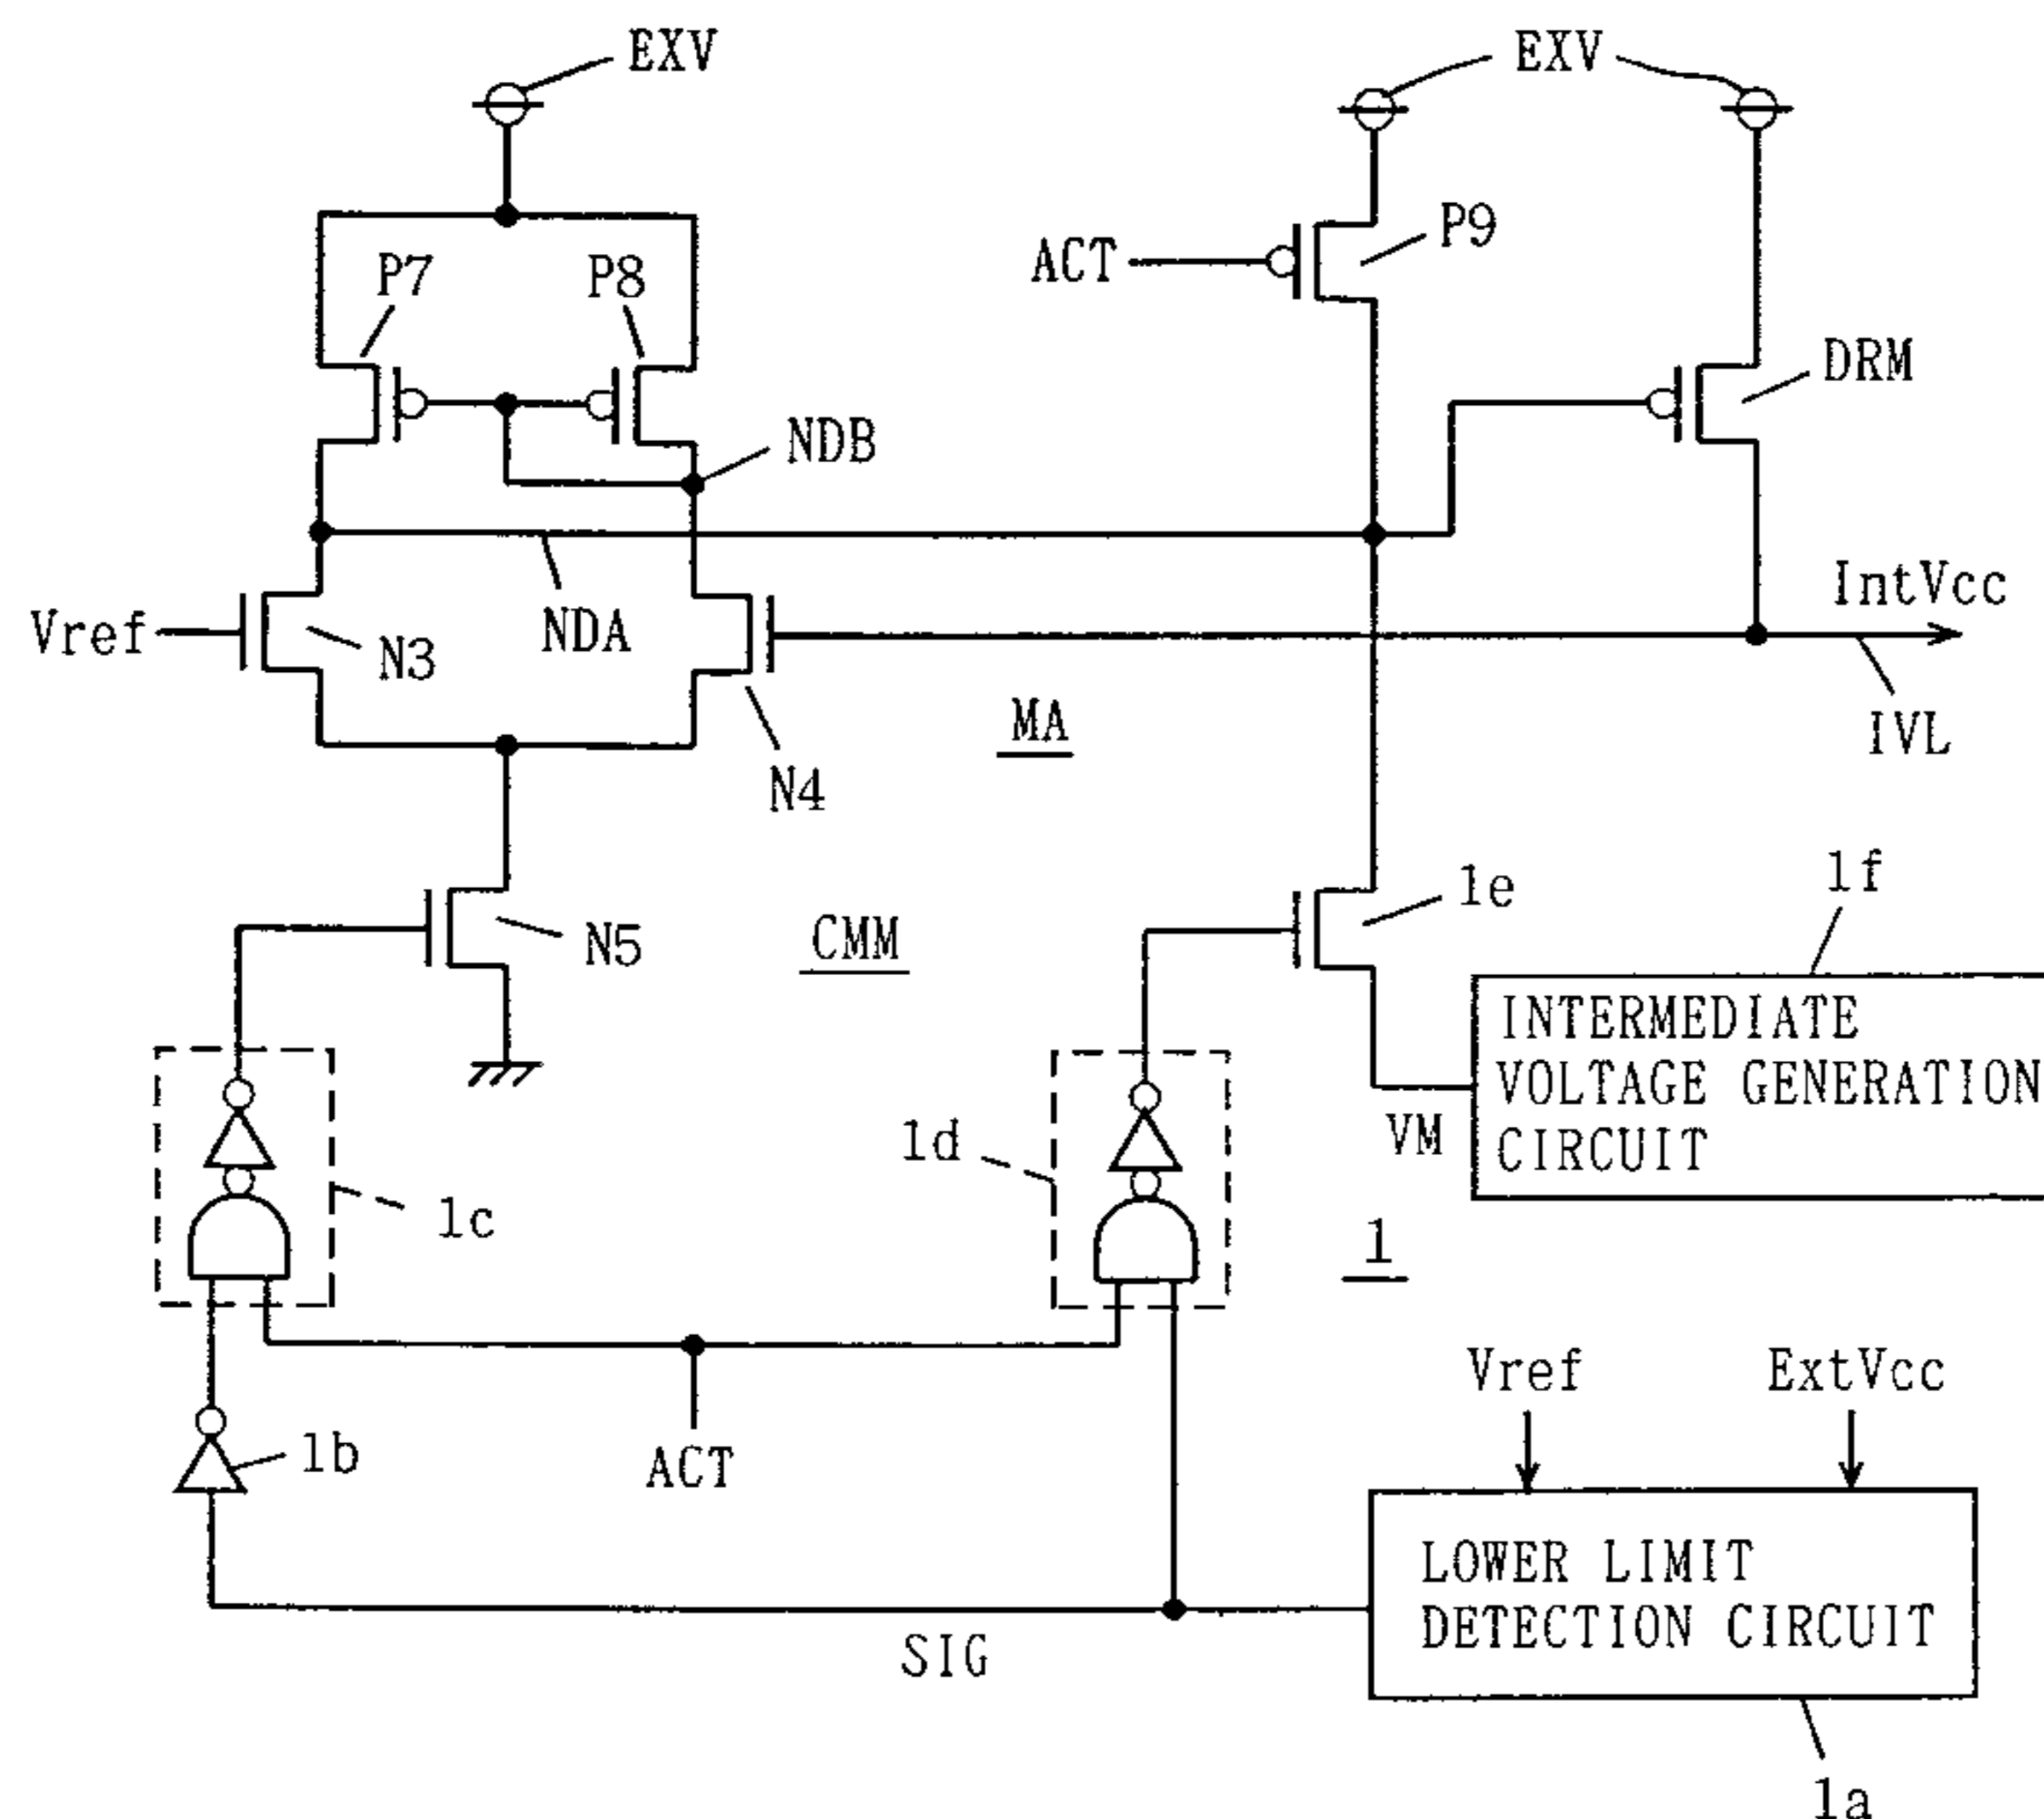 EXV
EXV
P9
ACT
P7
P8
DRM
NDB
IntVcc
Vref
N3
NDA
MA
IVL
N4
1f
1e
CMM
N5
INTERMEDIATE
VOLTAGE GENERATION
CIRCUIT
VM
1d
1c
1
Vref
ExtVcc
1b
ACT
LOWER LIMIT
DETECTION CIRCUIT
SIG
1a